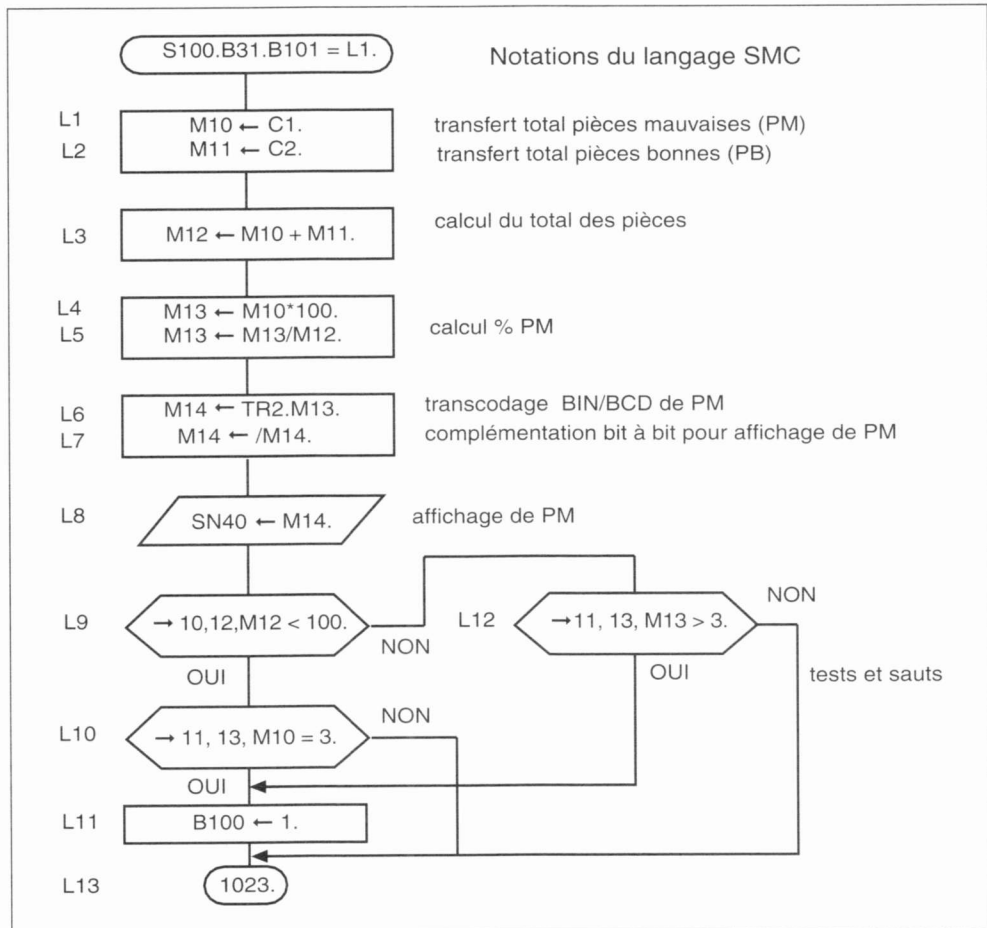 S100.B31.B101 = L1.
Notations du langage SMC
L1 M10 ← C1. transfert total pièces mauvaises (PM)
L2 M11 ← C2. transfert total pièces bonnes (PB)
L3 M12 ← M10 + M11. calcul du total des pièces
L4 M13 ← M10*100.
L5 M13 ← M13/M12. calcul % PM
L6 M14 ← TR2.M13. transcodage BIN/BCD de PM
L7 M14 ← /M14. complémentation bit à bit pour affichage de PM
L8 SN40 ← M14. affichage de PM
L9 → 10,12,M12 < 100. NON
OUI
L12 → 11, 13, M13 > 3. NON
OUI
tests et sauts
L10 → 11, 13, M10 = 3. NON
OUI
L11 B100 ← 1.
L13 1023.